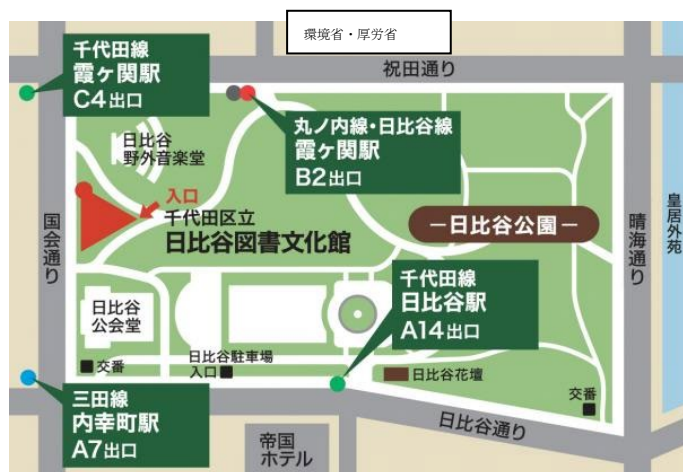 環境省・厚労省
千代田線
霞ヶ関駅
C4出口
祝田通り
丸ノ内線・日比谷線
霞ヶ関駅
B2出口
日比谷
野外音楽堂
入口
千代田区立
日比谷図書文化館
国会通り
ー日比谷公園ー
晴海通り
皇居外苑
千代田線
日比谷駅
A14出口
日比谷
公会堂
交番
日比谷駐車場
入口
日比谷花壇
交番
三田線
内幸町駅
A7出口
日比谷通り
帝国
ホテル